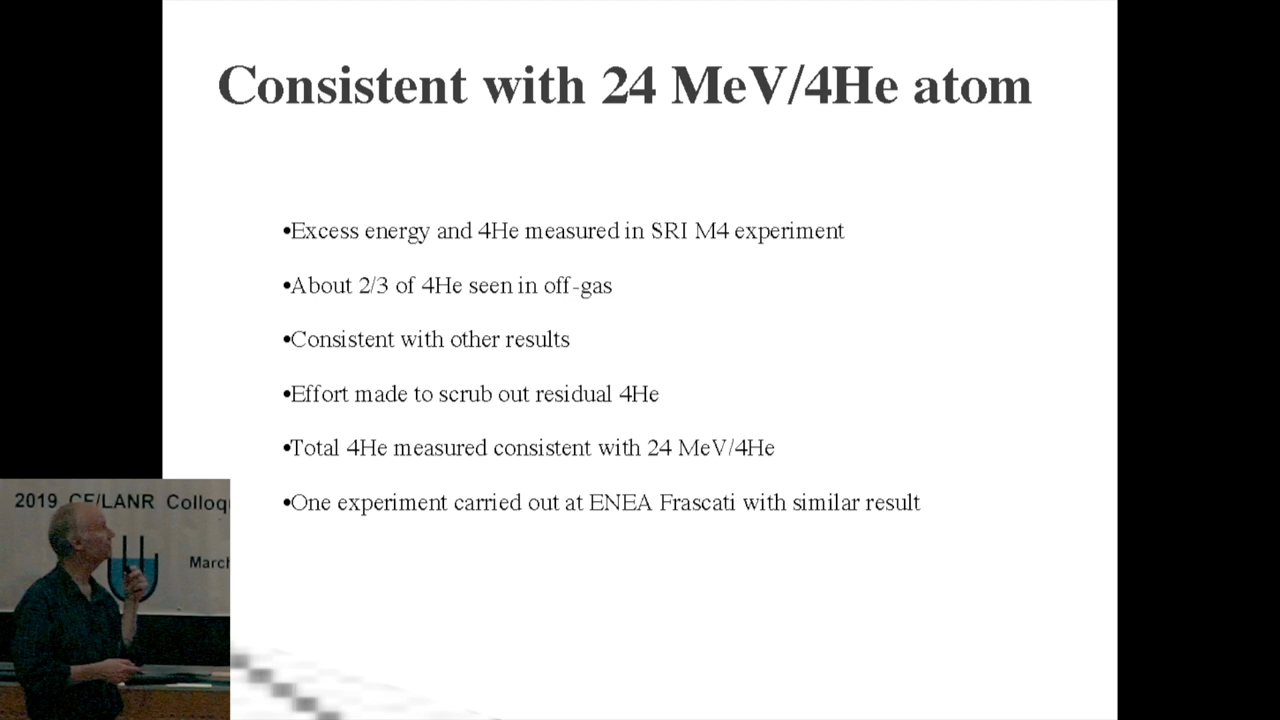 Consistent with 24 MeV/4He atom
•Excess energy and 4He measured in SRI M4 experiment
•About 2/3 of 4He seen in off-gas
•Consistent with other results
•Effort made to scrub out residual 4He
•Total 4He measured consistent with 24 MeV/4He
•One experiment carried out at ENEA Frascati with similar result
2019 CF/LANR Colloq
March